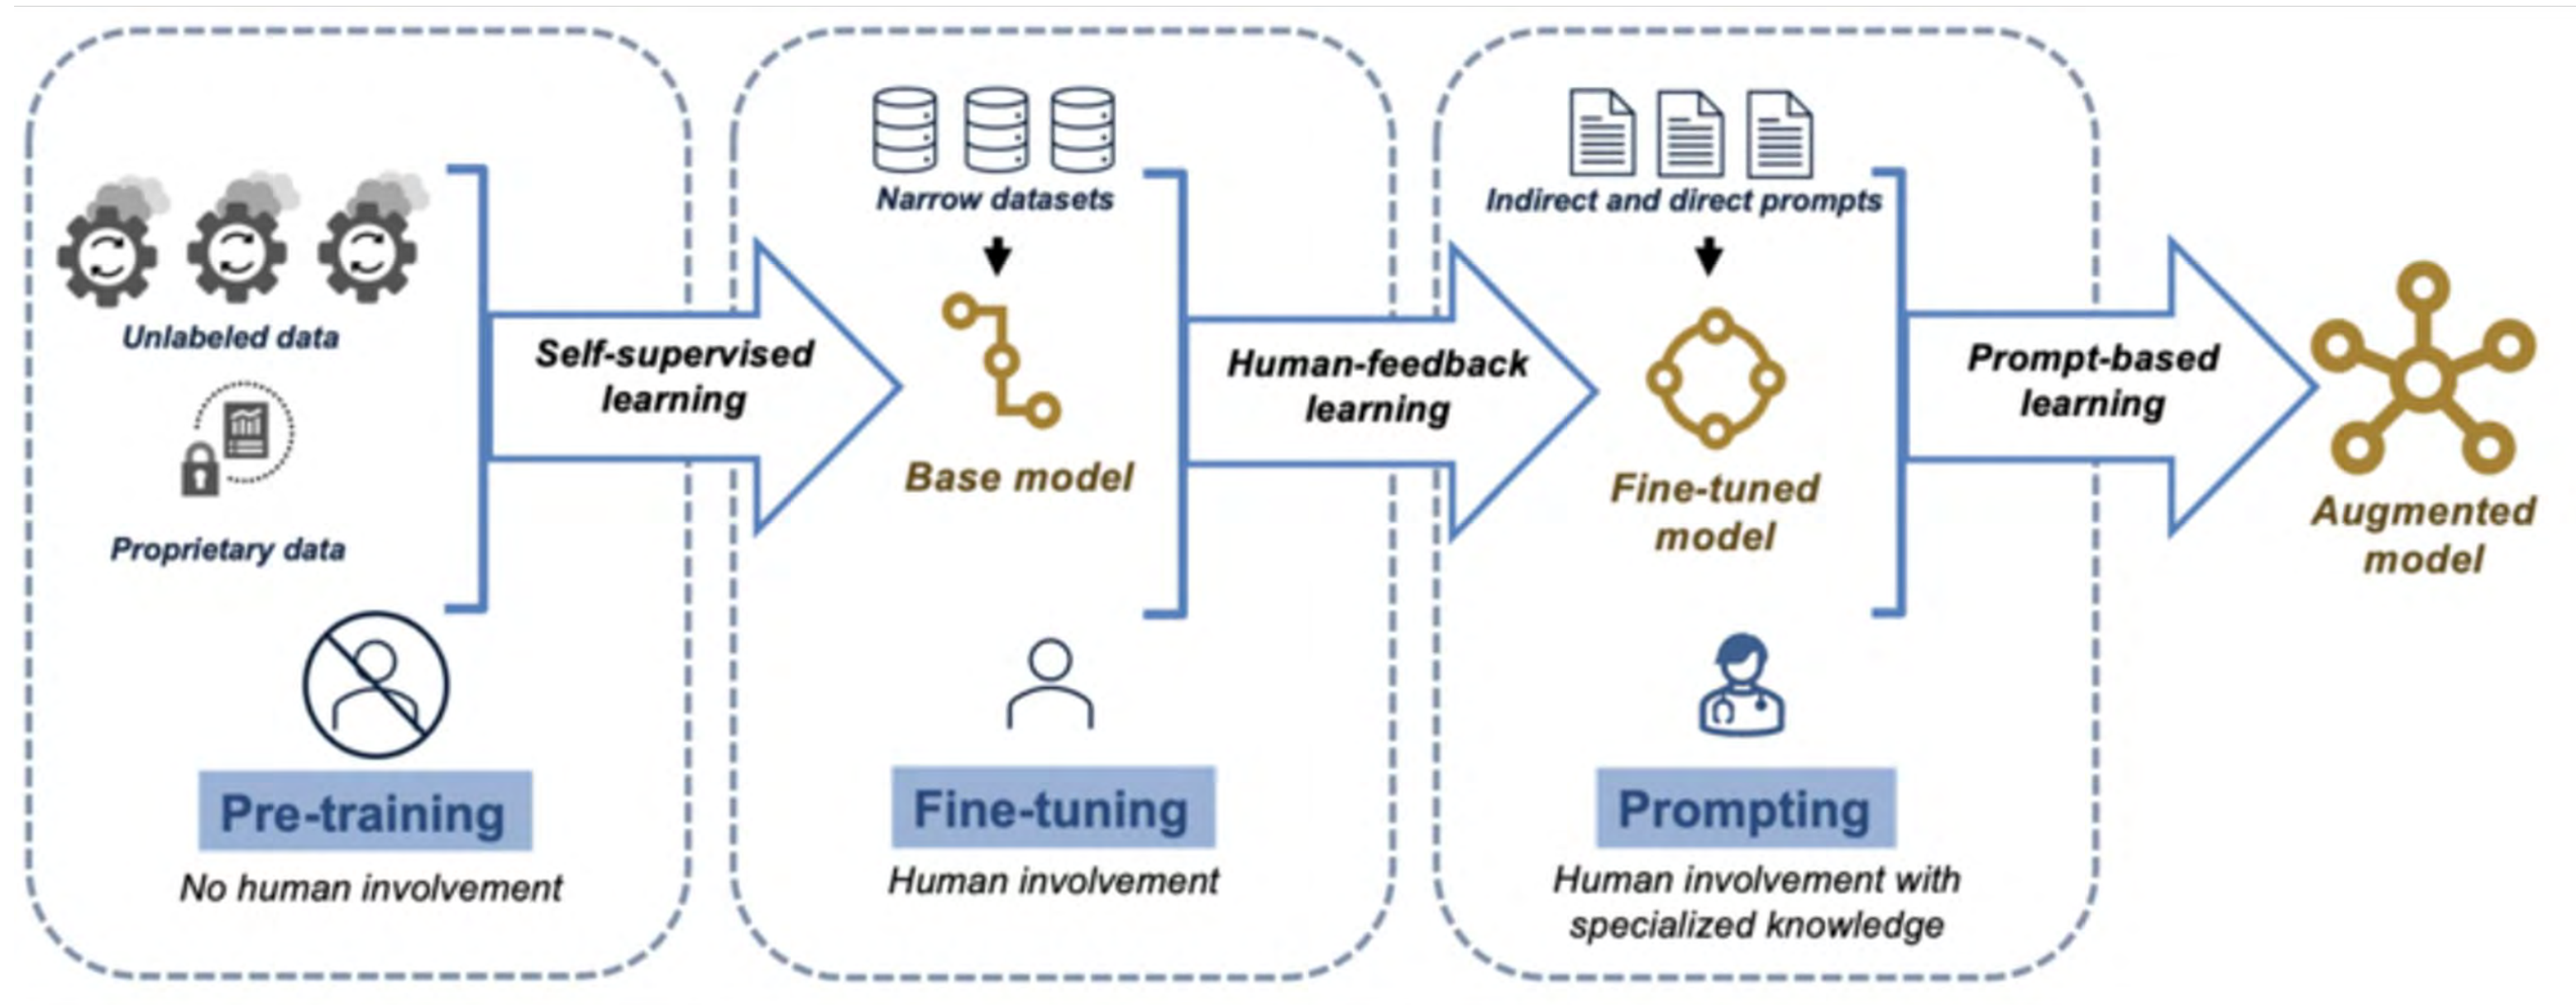 Unlabeled data
Proprietary data
Self-supervised
learning
Pre-training
No human involvement
Narrow datasets
Base model
Human-feedback
learning
Fine-tuning
Human involvement
Indirect and direct prompts
Fine-tuned
model
Prompt-based
learning
Prompting
Human involvement with
specialized knowledge
Augmented
model